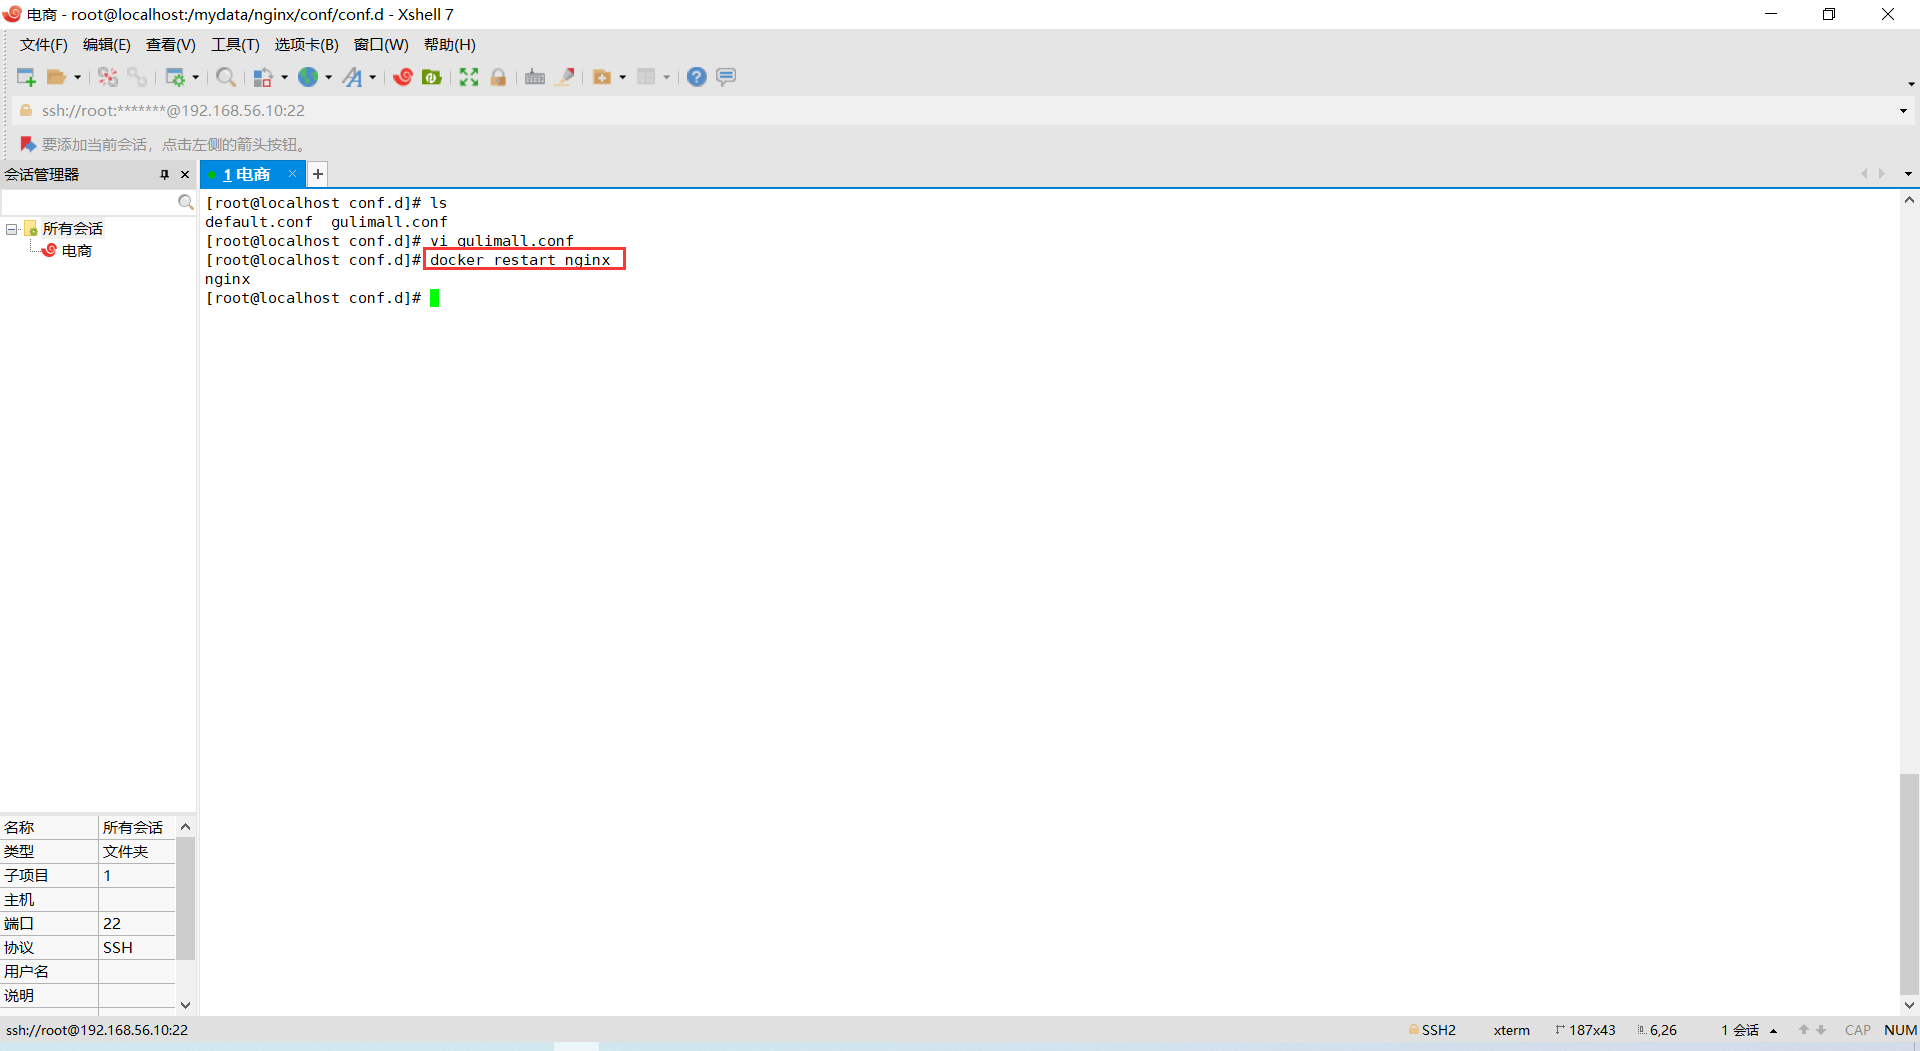 电商 - root@localhost:/mydata/nginx/conf/conf.d - Xshell 7
文件(F) 编辑(E) 查看(V) 工具(T) 选项卡(B) 窗口(W) 帮助(H)
ssh://root:*******@192.168.56.10:22
要添加当前会话，点击左侧的箭头按钮。
会话管理器
1 电商
所有会话
电商
[root@localhost conf.d]# ls
default.conf  gulimall.conf
[root@localhost conf.d]# vi gulimall.conf
[root@localhost conf.d]# docker restart nginx
nginx
[root@localhost conf.d]#
名称 所有会话
类型 文件夹
子项目 1
主机
端口 22
协议 SSH
用户名
说明
ssh://root@192.168.56.10:22 SSH2 xterm 187x43 6,26 1 会话 CAP NUM